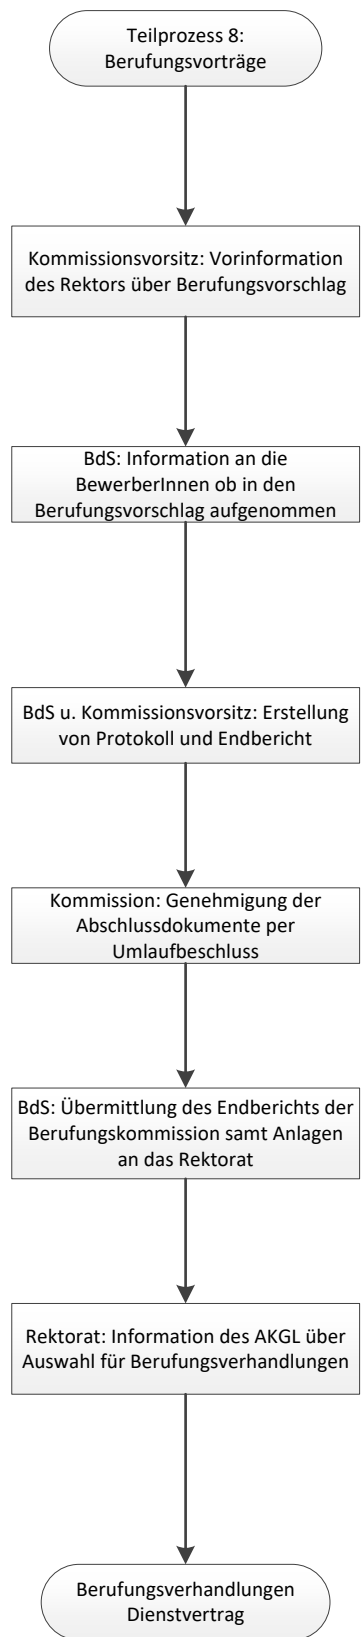 Teilprozess 8:
Berufungsvorträge
Kommissionsvorsitz: Vorinformation
des Rektors über Berufungsvorschlag
BdS: Information an die
BewerberInnen ob in den
Berufungsvorschlag aufgenommen
BdS u. Kommissionsvorsitz: Erstellung
von Protokoll und Endbericht
Kommission: Genehmigung der
Abschlussdokumente per
Umlaufbeschluss
BdS: Übermittlung des Endberichts der
Berufungskommission samt Anlagen
an das Rektorat
Rektorat: Information des AKGL über
Auswahl für Berufungsverhandlungen
Berufungsverhandlungen
Dienstvertrag